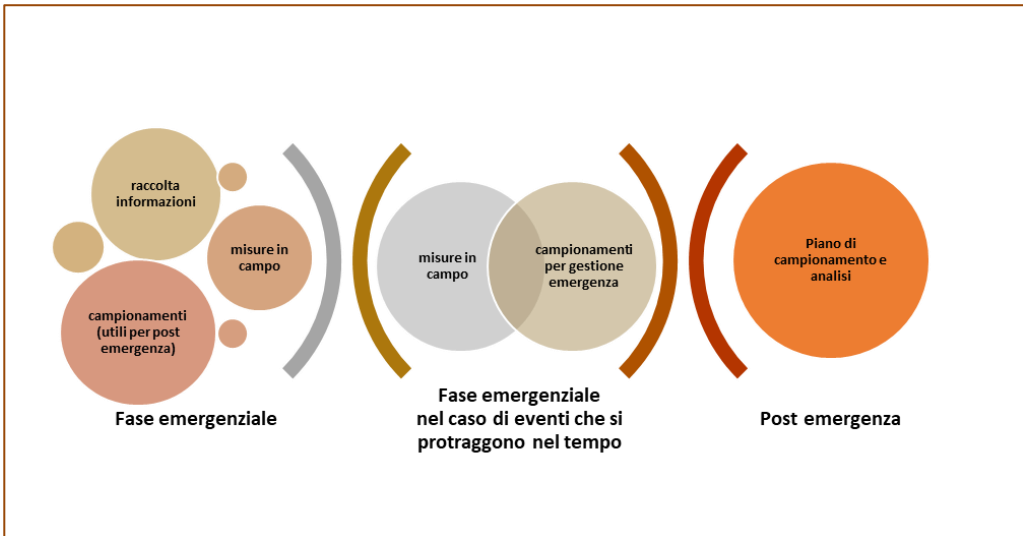 raccolta
informazioni
misure in
campo
campionamenti
(utili per post
emergenza)
Fase emergenziale
misure in
campo
campionamenti
per gestione
emergenza
Fase emergenziale
nel caso di eventi che si
protraggono nel tempo
Piano di
campionamento e
analisi
Post emergenza